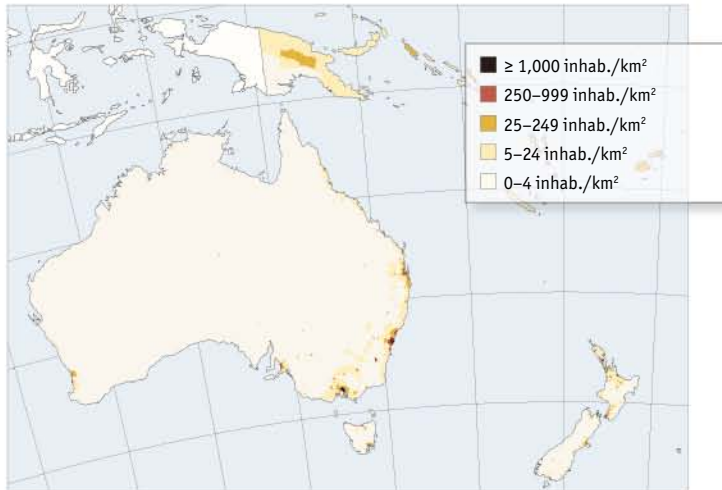 ≥ 1,000 inhab./km²
250–999 inhab./km²
25–249 inhab./km²
5–24 inhab./km²
0–4 inhab./km²